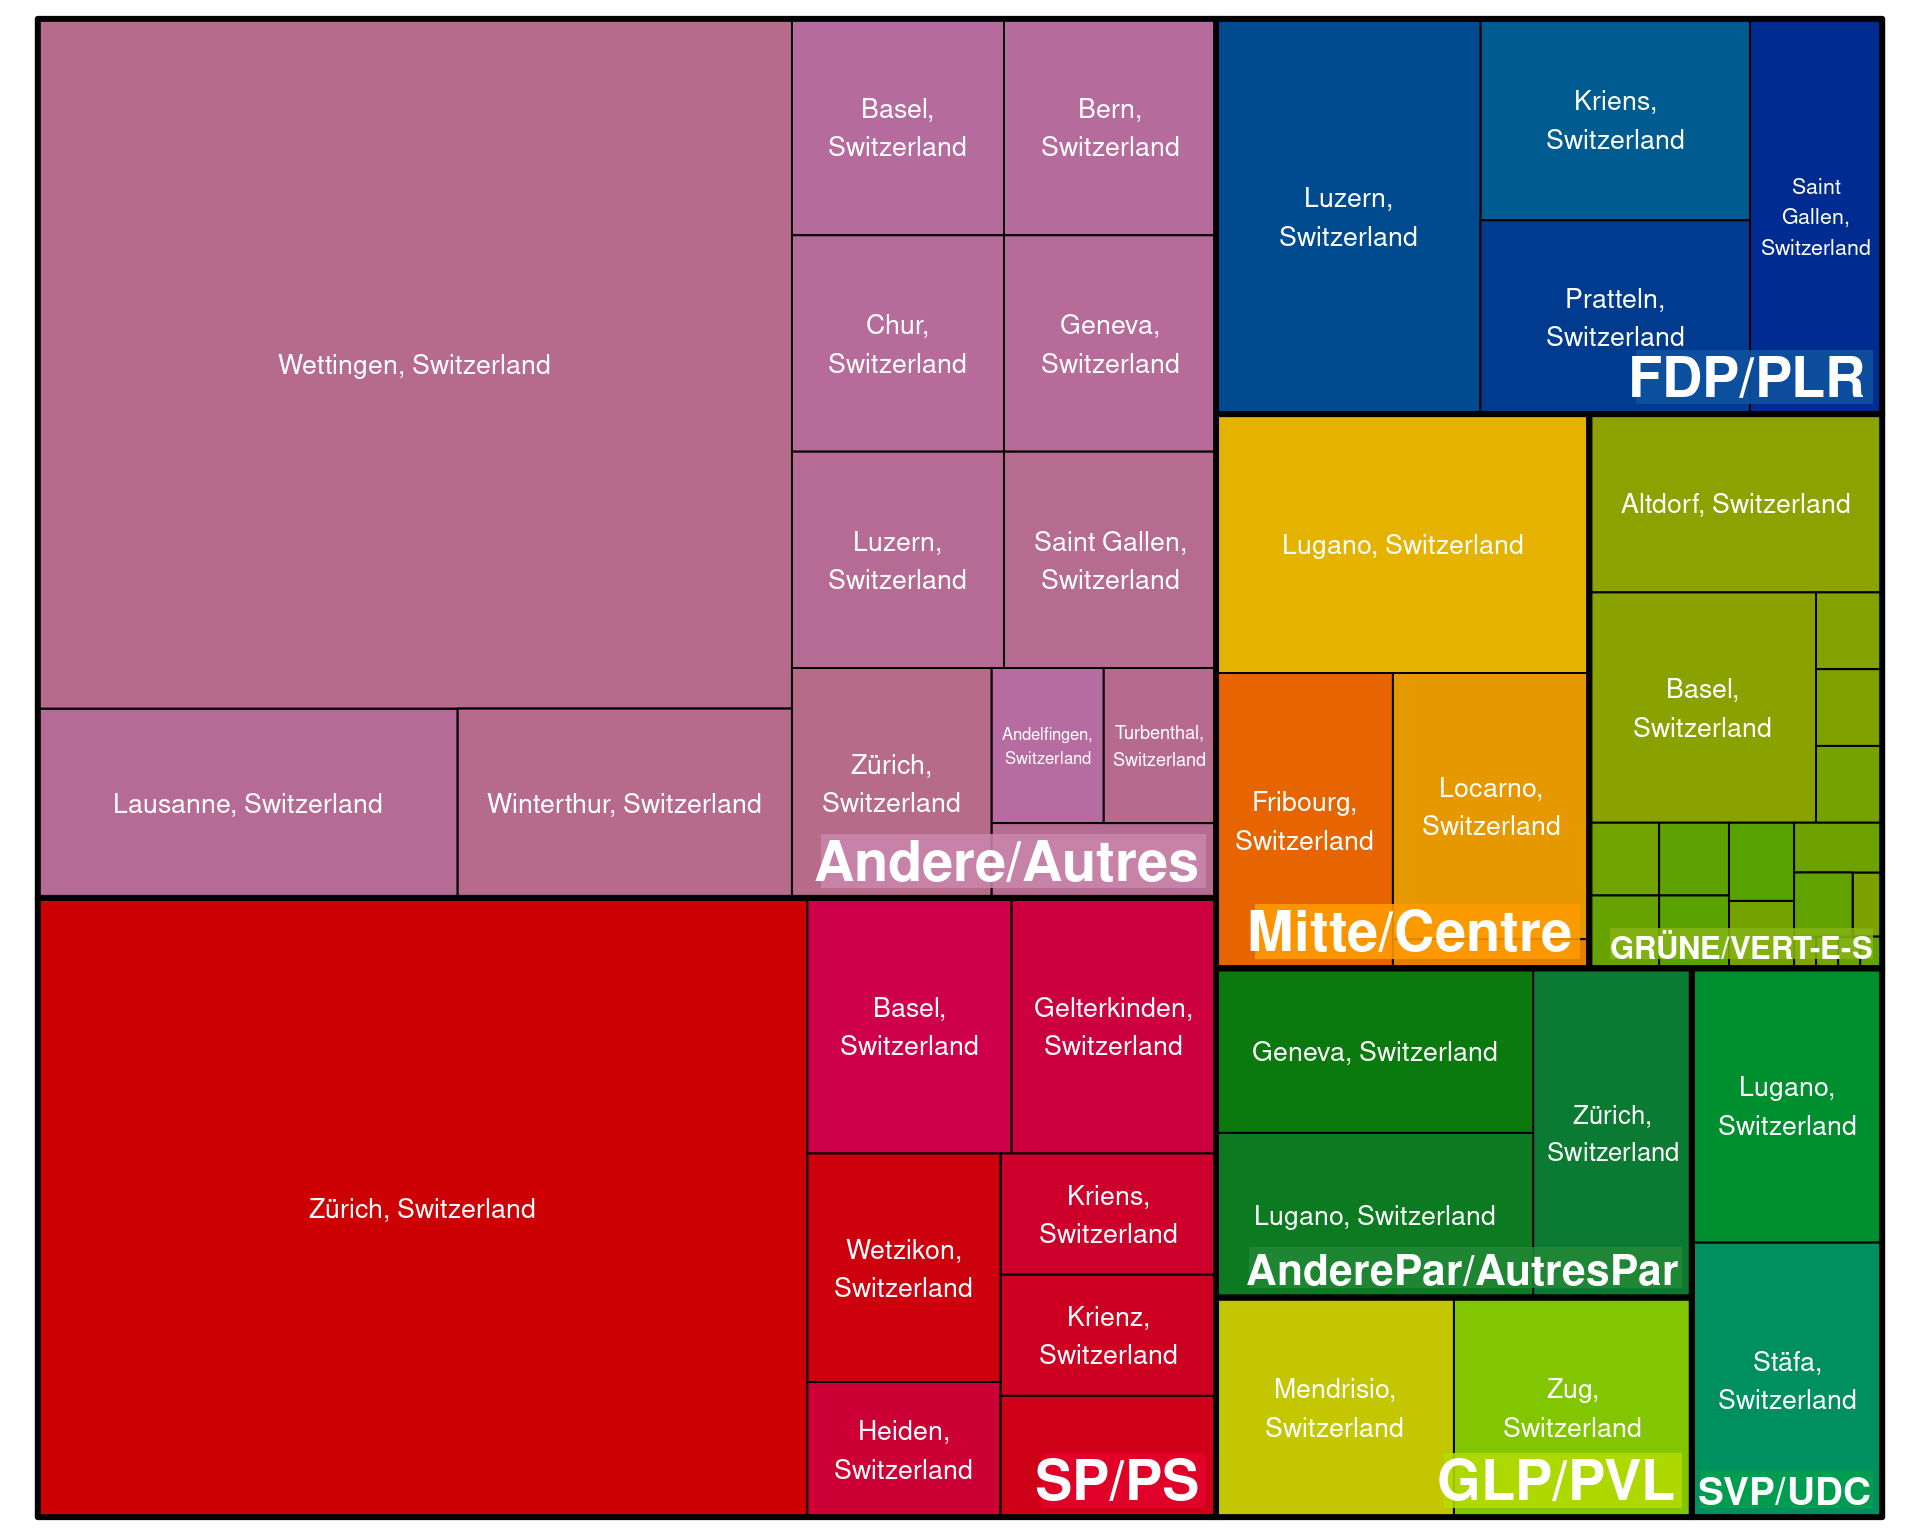 Wettingen, Switzerland
Basel,
Switzerland
Bern,
Switzerland
Chur,
Switzerland
Geneva,
Switzerland
Luzern,
Switzerland
Saint Gallen,
Switzerland
Lausanne, Switzerland
Winterthur, Switzerland
Zürich,
Switzerland
Andelfingen,
Switzerland
Turbenthal,
Switzerland
Andere/Autres
Zürich, Switzerland
Basel,
Switzerland
Gelterkinden,
Switzerland
Wetzikon,
Switzerland
Kriens,
Switzerland
Krienz,
Switzerland
Heiden,
Switzerland
SP/PS
Luzern,
Switzerland
Kriens,
Switzerland
Pratteln,
Switzerland
Saint
Gallen,
Switzerland
FDP/PLR
Lugano, Switzerland
Fribourg,
Switzerland
Locarno,
Switzerland
Mitte/Centre
Altdorf, Switzerland
Basel,
Switzerland
GRÜNE/VERT-E-S
Geneva, Switzerland
Lugano, Switzerland
Zürich,
Switzerland
AnderePar/AutresPar
Mendrisio,
Switzerland
Zug,
Switzerland
GLP/PVL
Lugano,
Switzerland
Stäfa,
Switzerland
SVP/UDC